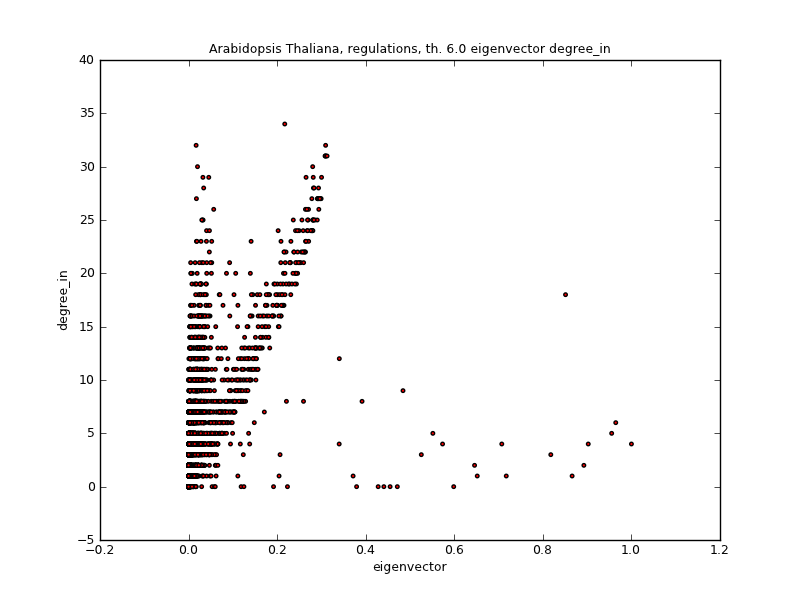 Arabidopsis Thaliana, regulations, th. 6.0 eigenvector degree_in
40
35
30
25
20
15
10
5
0
−5
degree_in
−0.2 0.0 0.2 0.4 0.6 0.8 1.0 1.2
eigenvector